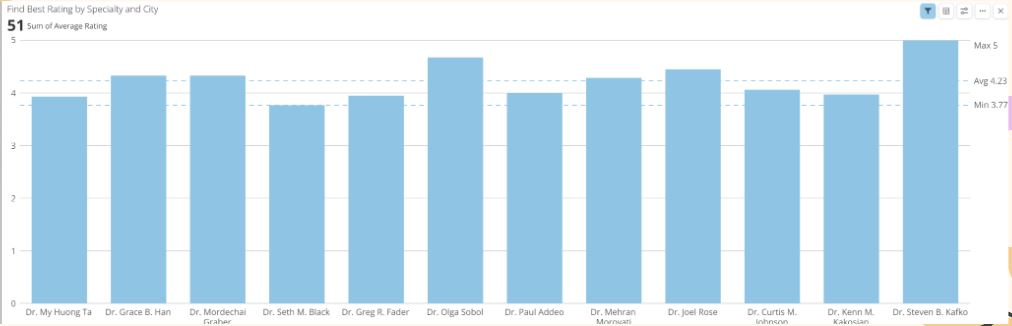 Find Best Rating by Specialty and City
51 Sum of Average Rating
5
Max 5
Avg 4.23
4
Min 3.77
3
2
1
0
Dr. My Huong Ta
Dr. Grace B. Han
Dr. Mordechai
Graber
Dr. Seth M. Black
Dr. Greg R. Fader
Dr. Olga Sobol
Dr. Paul Addeo
Dr. Mehran
Morovati
Dr. Joel Rose
Dr. Curtis M.
Johnson
Dr. Kenn M.
Kakosian
Dr. Steven B. Kafko